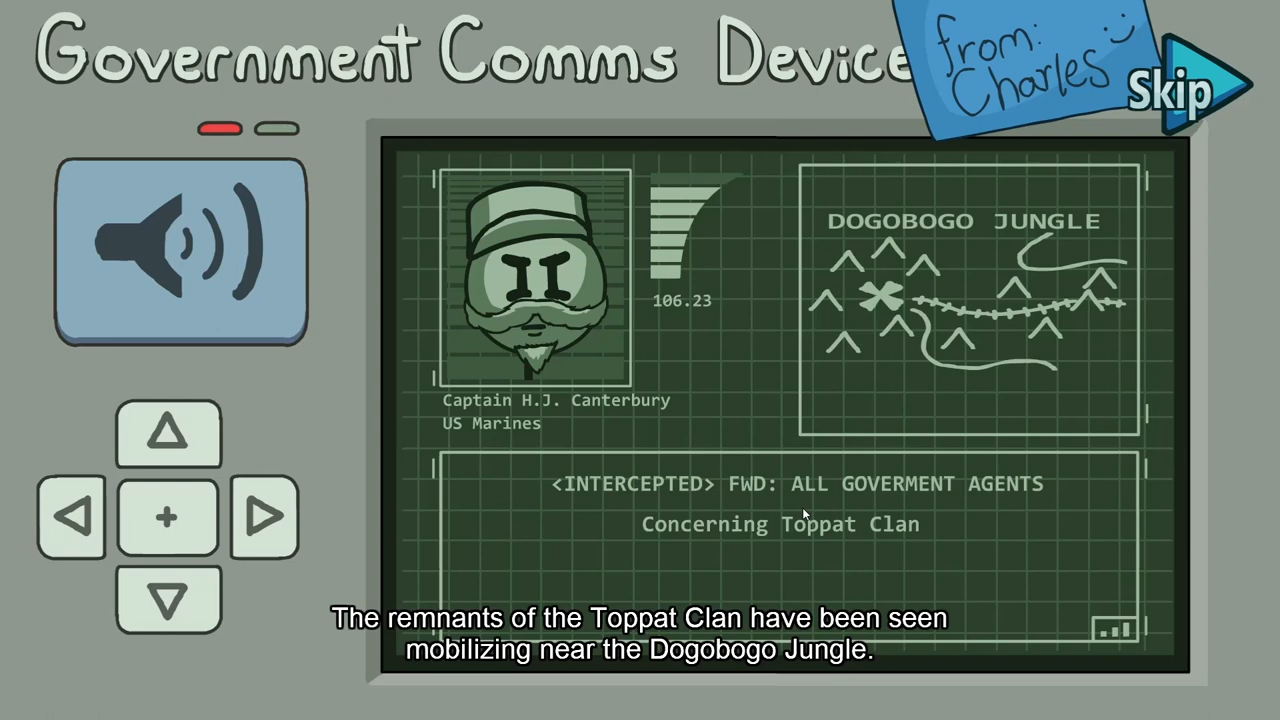 Government Comms Device
from:
Charles
Skip
DOGOBOGO JUNGLE
106.23
Captain H.J. Canterbury
US Marines
<INTERCEPTED> FWD: ALL GOVERMENT AGENTS
Concerning Toppat Clan
The remnants of the Toppat Clan have been seen
mobilizing near the Dogobogo Jungle.